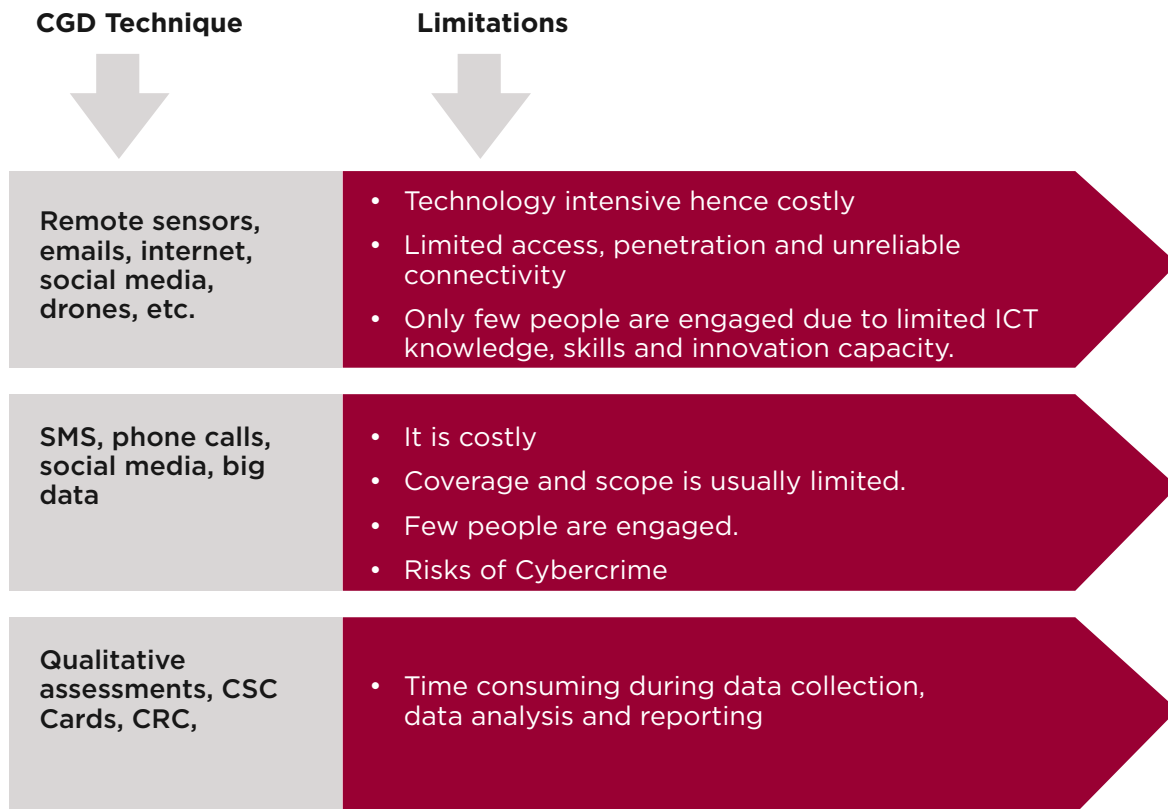 CGD Technique
Limitations
Remote sensors,
emails, internet,
social media,
drones, etc.
• Technology intensive hence costly
• Limited access, penetration and unreliable
connectivity
• Only few people are engaged due to limited ICT
knowledge, skills and innovation capacity.
SMS, phone calls,
social media, big
data
• It is costly
• Coverage and scope is usually limited.
• Few people are engaged.
• Risks of Cybercrime
Qualitative
assessments, CSC
Cards, CRC,
• Time consuming during data collection,
data analysis and reporting